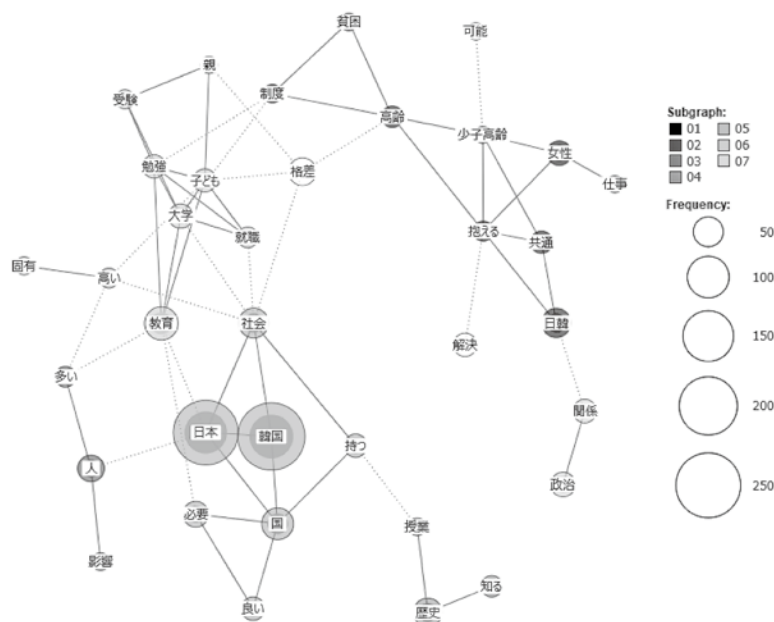 貧困
可能
親
受験
制度
高齢
少子高齢
女性
仕事
勉強
子ども
格差
大学
就職
抱える
共通
固有
高い
教育
社会
日韓
解決
多い
関係
日本
韓国
持つ
人
政治
必要
国
授業
影響
良い
歴史
知る
Subgraph:
01 05
02 06
03 07
04
Frequency:
50
100
150
200
250